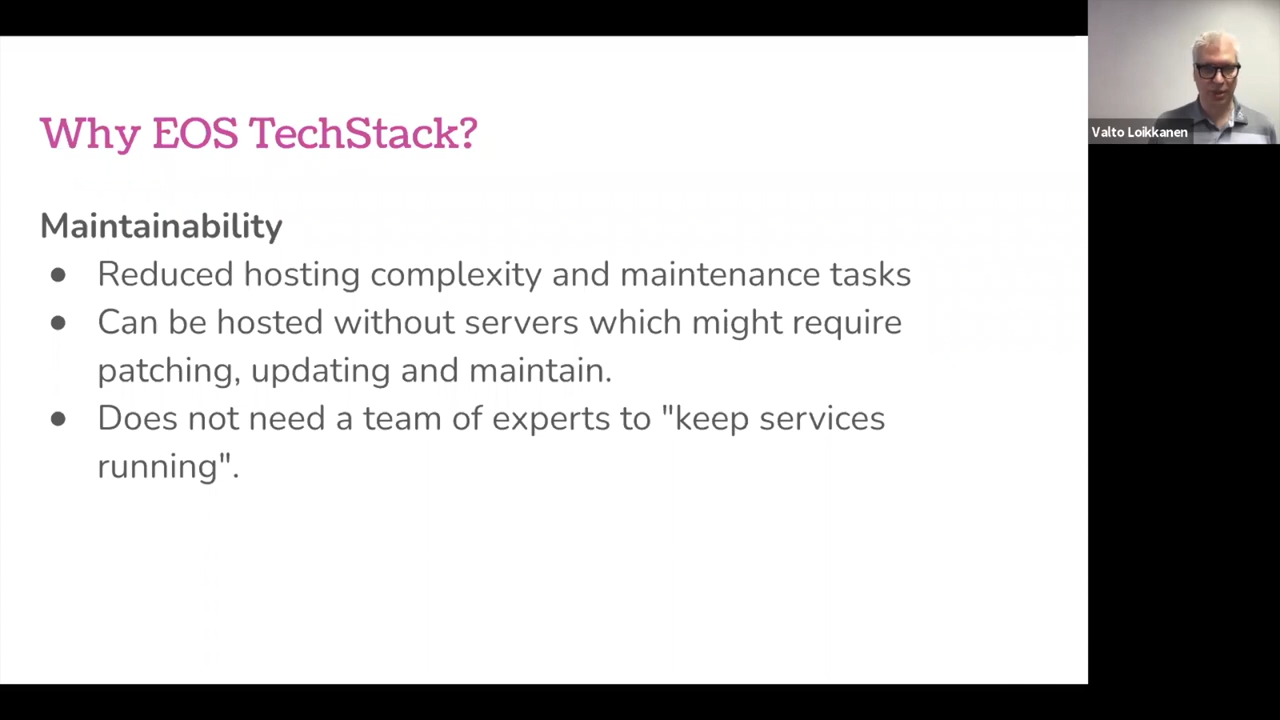 Why EOS TechStack?
Maintainability
● Reduced hosting complexity and maintenance tasks
● Can be hosted without servers which might require
patching, updating and maintain.
● Does not need a team of experts to "keep services
running".
Valto Loikkanen